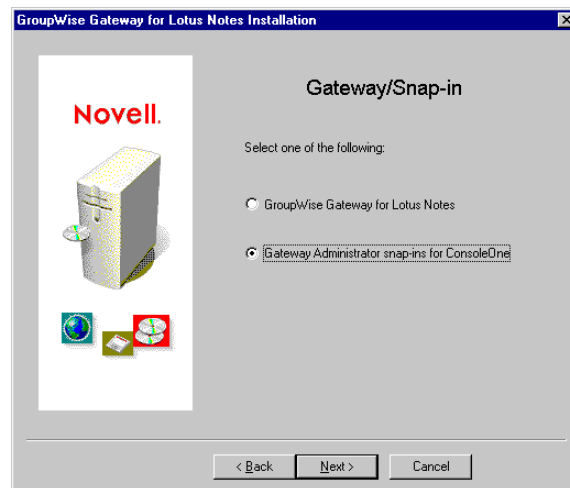 GroupWise Gateway for Lotus Notes Installation
Novell.
Gateway/Snap-in
Select one of the following:
GroupWise Gateway for Lotus Notes
Gateway Administrator snap-ins for ConsoleOne
< Back
Next >
Cancel